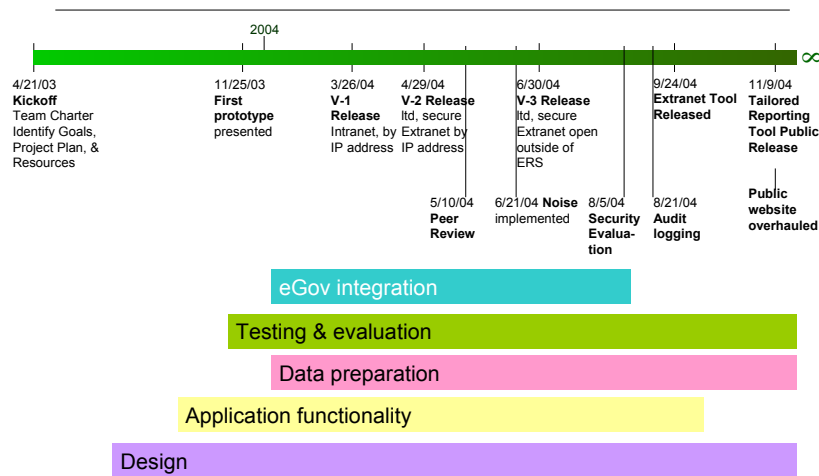 2004
∞
4/21/03
Kickoff
Team Charter
Identify Goals,
Project Plan, &
Resources
11/25/03
First
prototype
presented
3/26/04
V-1
Release
Intranet, by
IP address
4/29/04
V-2 Release
ltd, secure
Extranet by
IP address
6/30/04
V-3 Release
ltd, secure
Extranet open
outside of
ERS
9/24/04
Extranet Tool
Released
11/9/04
Tailored
Reporting
Tool Public
Release
5/10/04
Peer
Review
6/21/04 Noise
implemented
8/5/04
Security
Evalua-
tion
8/21/04
Audit
logging
Public
website
overhauled
eGov integration
Testing & evaluation
Data preparation
Application functionality
Design